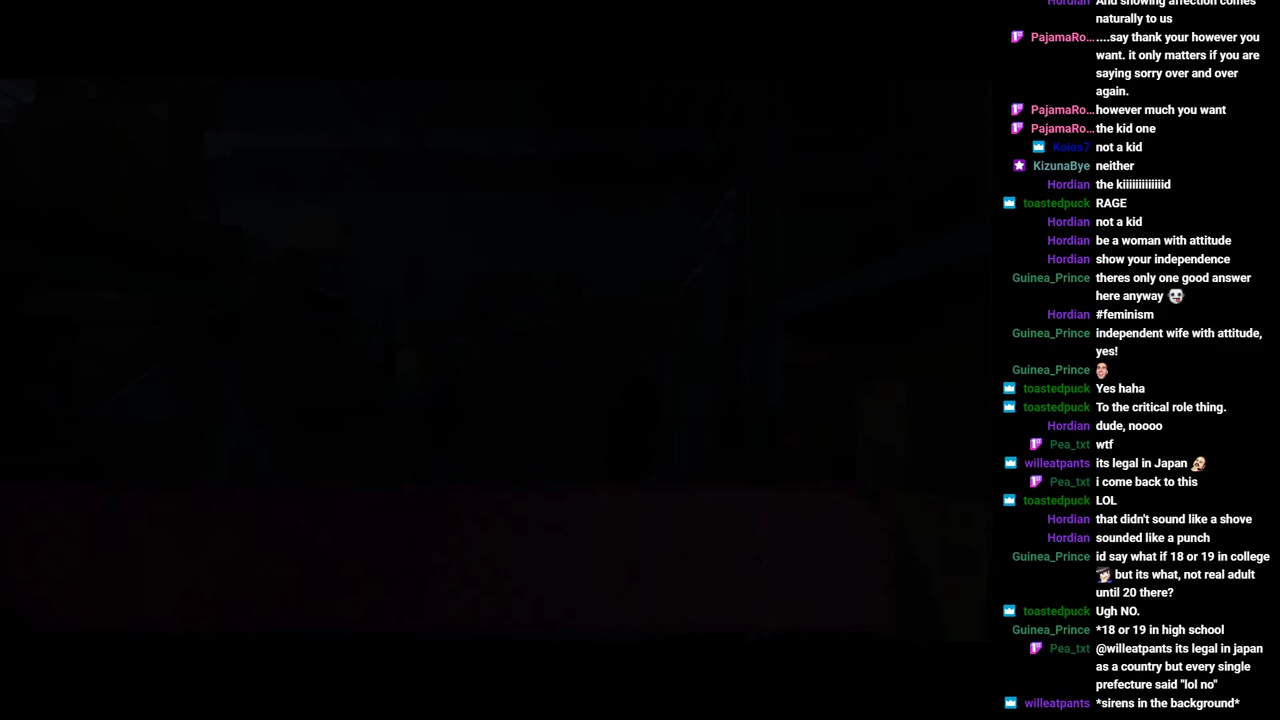 Hordian And showing affection comes
naturally to us
PajamaRo... ....say thank your however you
want. it only matters if you are
saying sorry over and over
again.
PajamaRo... however much you want
PajamaRo... the kid one
Koios7 not a kid
KizunaBye neither
Hordian the kiiiiiiiiiiiiid
toastedpuck RAGE
Hordian not a kid
Hordian be a woman with attitude
Hordian show your independence
Guinea_Prince theres only one good answer
here anyway
Hordian #feminism
Guinea_Prince independent wife with attitude,
yes!
Guinea_Prince
toastedpuck Yes haha
toastedpuck To the critical role thing.
Hordian dude, noooo
Pea_txt wtf
willeatpants its legal in Japan
Pea_txt i come back to this
toastedpuck LOL
Hordian that didn't sound like a shove
Hordian sounded like a punch
Guinea_Prince id say what if 18 or 19 in college
but its what, not real adult
until 20 there?
toastedpuck Ugh NO.
Guinea_Prince *18 or 19 in high school
Pea_txt @willeatpants its legal in japan
as a country but every single
prefecture said "lol no"
willeatpants *sirens in the background*